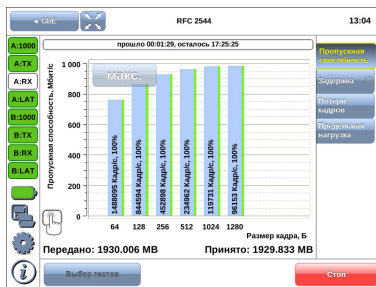 GbE
RFC 2544
13:04
A:1000
A:TX
A:RX
A:LAT
B:1000
B:TX
B:RX
B:LAT
прошло 00:01:29, осталось 17:25:25
Пропускная способность, Мбит/с
1 000
800
600
400
200
0
макс.
1488095 Кадр/с, 100%
844594 Кадр/с, 100%
452898 Кадр/с, 100%
234962 Кадр/с, 100%
119731 Кадр/с, 100%
96153 Кадр/с, 100%
64 128 256 512 1024 1280
Размер кадра, Б
Передано: 1930.006 MB
Принято: 1929.833 MB
Пропускная
способность
Задержка
Потери
кадров
Предельная
нагрузка
Выбор тестов
Стоп